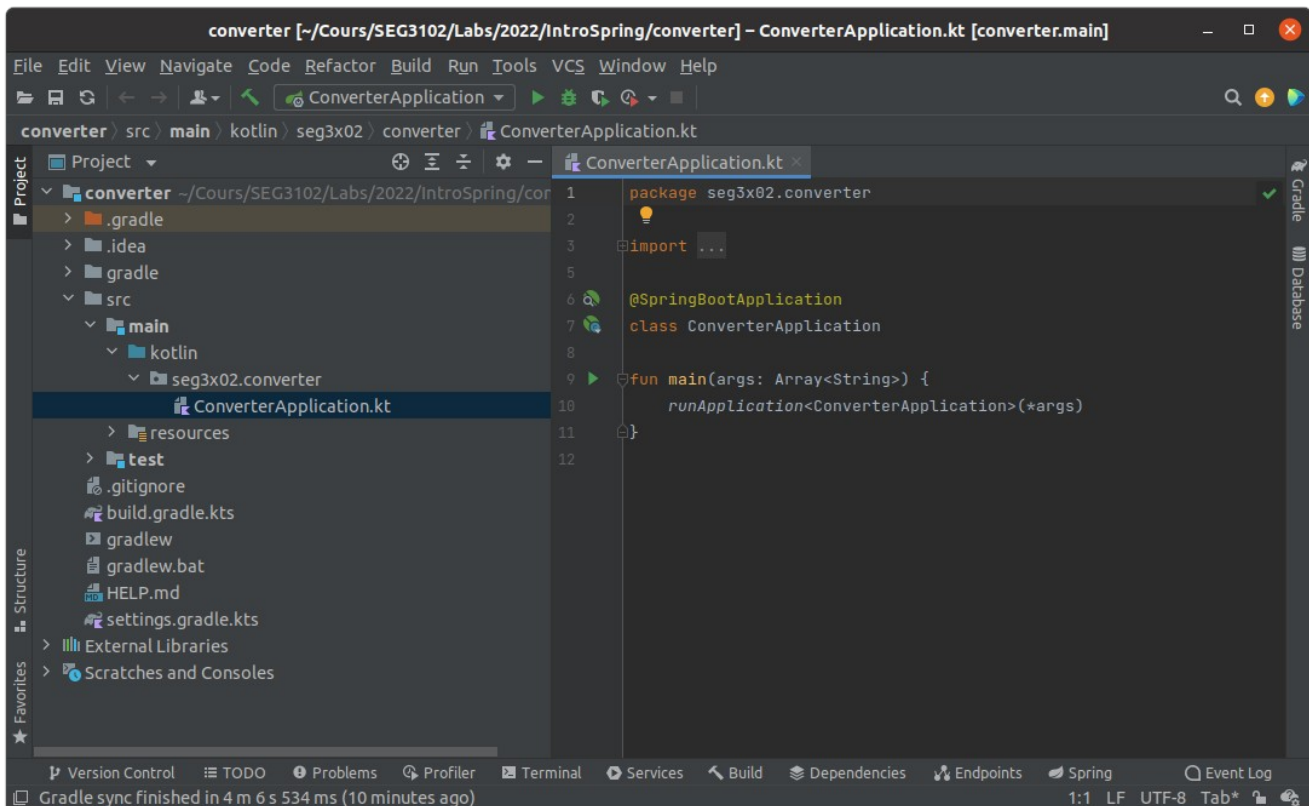 converter [~/Cours/SEG3102/Labs/2022/IntroSpring/converter] – ConverterApplication.kt [converter.main]
File Edit View Navigate Code Refactor Build Run Tools VCS Window Help
ConverterApplication
converter src main kotlin seg3x02 converter ConverterApplication.kt
Project
Project
ConverterApplication.kt
converter ~/Cours/SEG3102/Labs/2022/IntroSpring/cor
.gradle
.idea
gradle
src
main
kotlin
seg3x02.converter
ConverterApplication.kt
resources
test
.gitignore
build.gradle.kts
gradlew
gradlew.bat
MD HELP.md
settings.gradle.kts
External Libraries
Scratches and Consoles
1 package seg3x02.converter
2
3 import ...
5
6 @SpringBootApplication
7 class ConverterApplication
8
9 fun main(args: Array<String>) {
10 runApplication<ConverterApplication>(*args)
11 }
12
Gradle
Database
Structure
Favorites
Version Control TODO Problems Profiler Terminal Services Build Dependencies Endpoints Spring Event Log
Gradle sync finished in 4 m 6 s 534 ms (10 minutes ago) 1:1 LF UTF-8 Tab*